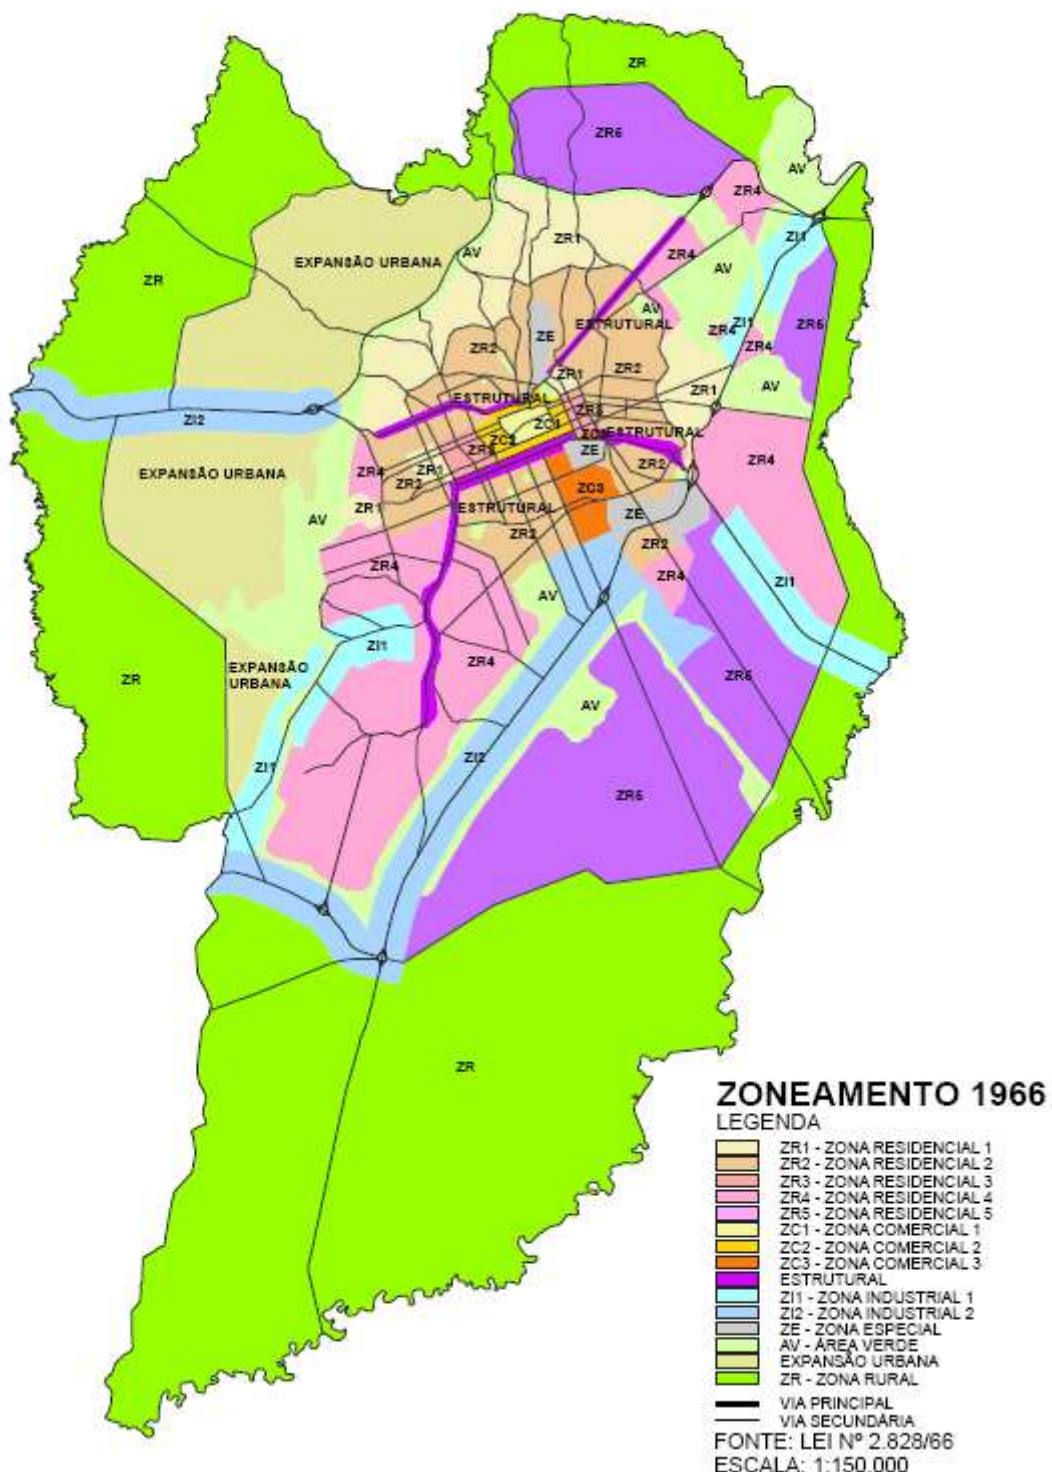 ZR
ZR5
AV
ZR4
ZI1
ZR1
AV
ZR4
EXPANSÃO URBANA
AV
ZR
AV
ESTRUTURAL
ZR4
ZI1
ZR5
ZE
ZR2
ZR4
ZR1
ZR2
AV
ZR1
ESTRUTURAL
ZR3
ZI2
ZC1
ESTRUTURAL
ZC2
ZR3
ZE
ZR4
ZR1
ZR2
ZR4
EXPANSÃO URBANA
ZR2
ZC3
ZR1
ESTRUTURAL
ZE
AV
ZR2
ZR2
ZR4
ZR4
ZI1
AV
ZI1
ZR4
EXPANSÃO
URBANA
ZR
ZR5
AV
ZI2
ZI1
ZR5
ZR
ZONEAMENTO 1966
LEGENDA
ZR1 - ZONA RESIDENCIAL 1
ZR2 - ZONA RESIDENCIAL 2
ZR3 - ZONA RESIDENCIAL 3
ZR4 - ZONA RESIDENCIAL 4
ZR5 - ZONA RESIDENCIAL 5
ZC1 - ZONA COMERCIAL 1
ZC2 - ZONA COMERCIAL 2
ZC3 - ZONA COMERCIAL 3
ESTRUTURAL
ZI1 - ZONA INDUSTRIAL 1
ZI2 - ZONA INDUSTRIAL 2
ZE - ZONA ESPECIAL
AV - ÁREA VERDE
EXPANSÃO URBANA
ZR - ZONA RURAL
VIA PRINCIPAL
VIA SECUNDÁRIA
FONTE: LEI Nº 2.828/66
ESCALA: 1:150.000